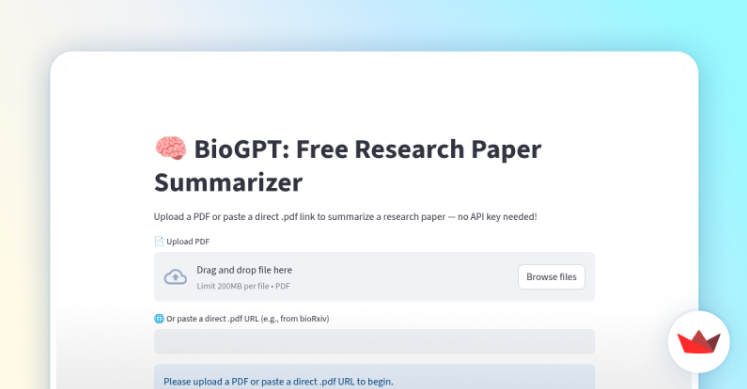 🧠 BioGPT: Free Research Paper
Summarizer
Upload a PDF or paste a direct .pdf link to summarize a research paper — no API key needed!
📄 Upload PDF
Drag and drop file here
Limit 200MB per file • PDF
Browse files
🌐 Or paste a direct .pdf URL (e.g., from bioRxiv)
Please upload a PDF or paste a direct .pdf URL to begin.